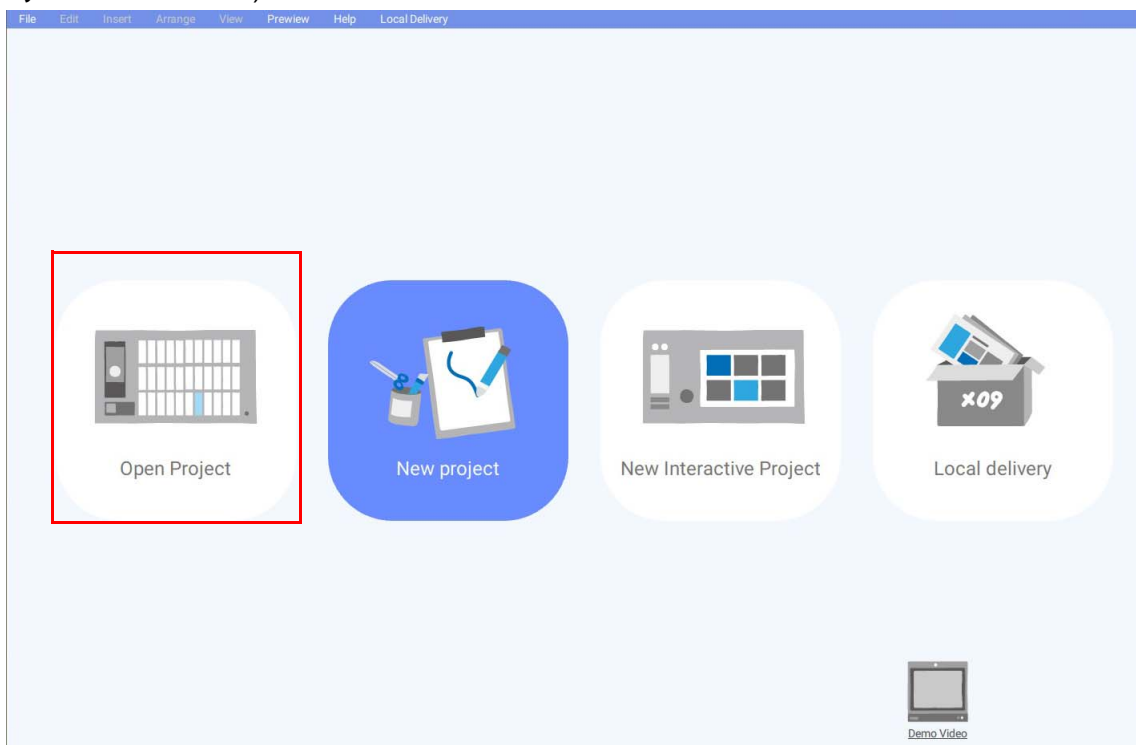 File Edit Insert Arrange View Prewiew Help Local Delivery
Open Project
New project
New Interactive Project
×09
Local delivery
Demo Video